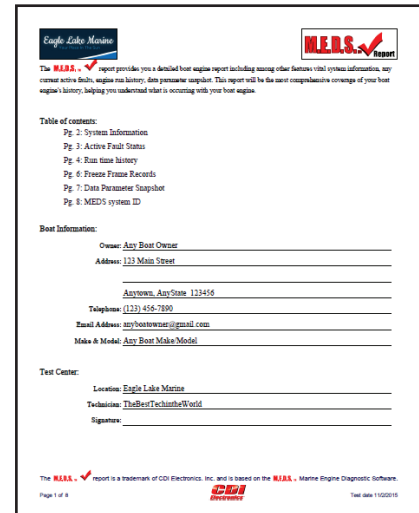 Eagle Lake Marine
M.E.D.S. Report
The M.E.D.S. report provides you a detailed boat engine report including among other features vital system information, any
current active faults, engine run history, data parameter snapshot. This report will be the most comprehensive coverage of your boat
engine's history, helping you understand what is occurring with your boat engine.
Table of contents:
Pg. 2: System Information
Pg. 3: Active Fault Status
Pg. 4: Run time history
Pg. 6: Freeze Frame Records
Pg. 7: Data Parameter Snapshot
Pg. 8: MEDS system ID
Boat Information:
Owner: Any Boat Owner
Address: 123 Main Street
Anytown, AnyState 123456
Telephone: (123) 456-7890
Email Address: anyboatowner@gmail.com
Make & Model: Any Boat Make/Model
Test Center:
Location: Eagle Lake Marine
Technician: TheBestTechintheWorld
Signature:
The M.E.D.S. report is a trademark of CDI Electronics, Inc, and is based on the M.E.D.S. Marine Engine Diagnostic Software.
Page 1 of 8
CDI Electronics
Test date 11/2/2015